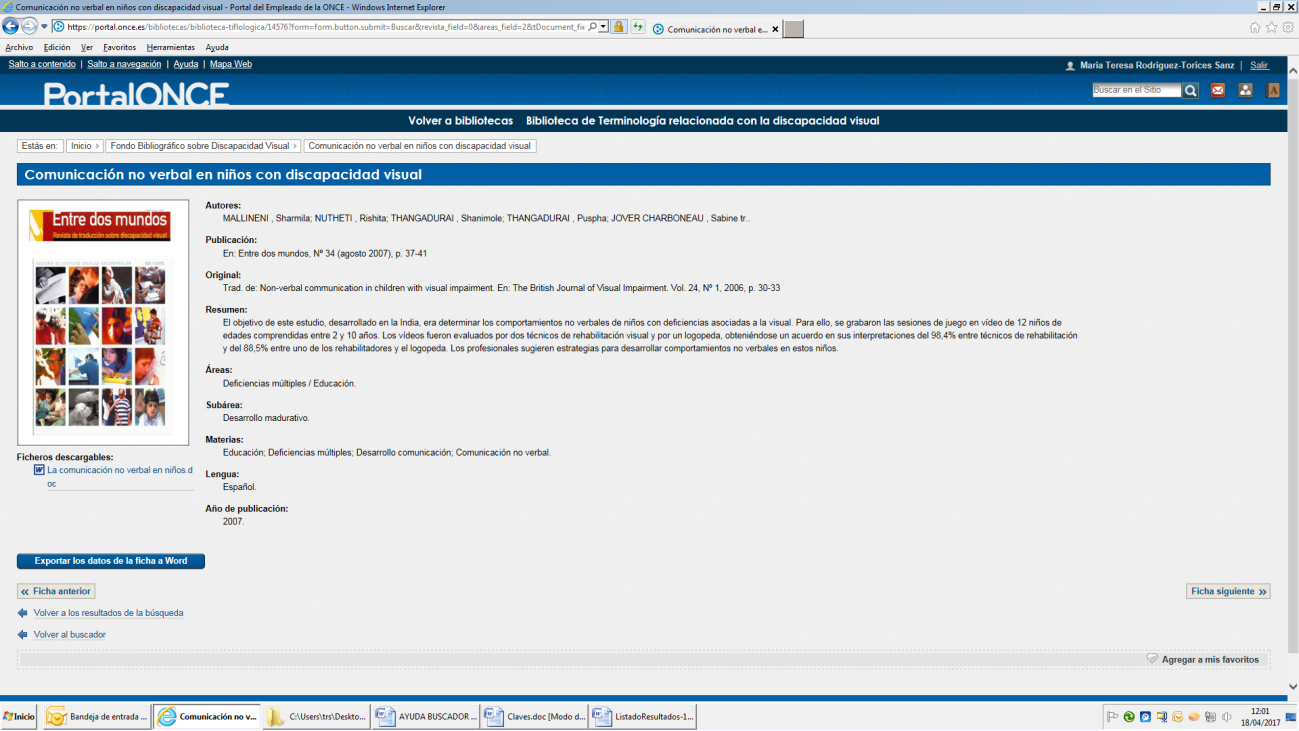 Comunicación no verbal en niños con discapacidad visual - Portal del Empleado de la ONCE - Windows Internet Explorer
https://portal.once.es/bibliotecas/biblioteca-tiflologica/14576?form=form.button.submit=Buscar&revista_field=0&areas_field=2&tDocument_fie
Comunicación no verbal e...
Archivo Edición Ver Favoritos Herramientas Ayuda
Salto a contenido | Salto a navegación | Ayuda | Mapa Web
Maria Teresa Rodriguez-Torices Sanz | Salir
PortalONCE
Buscar en el Sitio
A
Volver a bibliotecas Biblioteca de Terminología relacionada con la discapacidad visual
Estás en: Inicio › Fondo Bibliográfico sobre Discapacidad Visual › Comunicación no verbal en niños con discapacidad visual
Comunicación no verbal en niños con discapacidad visual
Entre dos mundos
Revista de traducción sobre discapacidad visual
Ficheros descargables:
La comunicación no verbal en niños.d
oc
Autores:
MALLINENI , Sharmila; NUTHETI , Rishita; THANGADURAI , Shanimole; THANGADURAI , Puspha; JOVER CHARBONEAU , Sabine tr..
Publicación:
En: Entre dos mundos, Nº 34 (agosto 2007), p. 37-41
Original:
Trad. de: Non-verbal communication in children with visual impairment. En: The British Journal of Visual Impairment. Vol. 24, Nº 1, 2006, p. 30-33
Resumen:
El objetivo de este estudio, desarrollado en la India, era determinar los comportamientos no verbales de niños con deficiencias asociadas a la visual. Para ello, se grabaron las sesiones de juego en vídeo de 12 niños de
edades comprendidas entre 2 y 10 años. Los vídeos fueron evaluados por dos técnicos de rehabilitación visual y por un logopeda, obteniéndose un acuerdo en sus interpretaciones del 98,4% entre técnicos de rehabilitación
y del 88,5% entre uno de los rehabilitadores y el logopeda. Los profesionales sugieren estrategias para desarrollar comportamientos no verbales en estos niños.
Áreas:
Deficiencias múltiples / Educación.
Subárea:
Desarrollo madurativo.
Materias:
Educación; Deficiencias múltiples; Desarrollo comunicación; Comunicación no verbal.
Lengua:
Español.
Año de publicación:
2007.
Exportar los datos de la ficha a Word
« Ficha anterior
Ficha siguiente »
Volver a los resultados de la búsqueda
Volver al buscador
Agregar a mis favoritos
Inicio
Bandeja de entrada ...
Comunicación no v...
C:\Users\trs\Deskto...
AYUDA BUSCADOR ...
Claves.doc [Modo d...
ListadoResultados-1...
12:01
18/04/2017